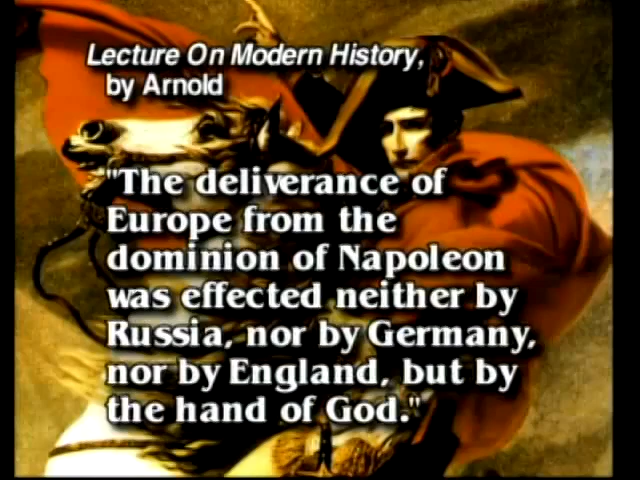 Lecture On Modern History,
by Arnold
"The deliverance of
Europe from the
dominion of Napoleon
was effected neither by
Russia, nor by Germany,
nor by England, but by
the hand of God."